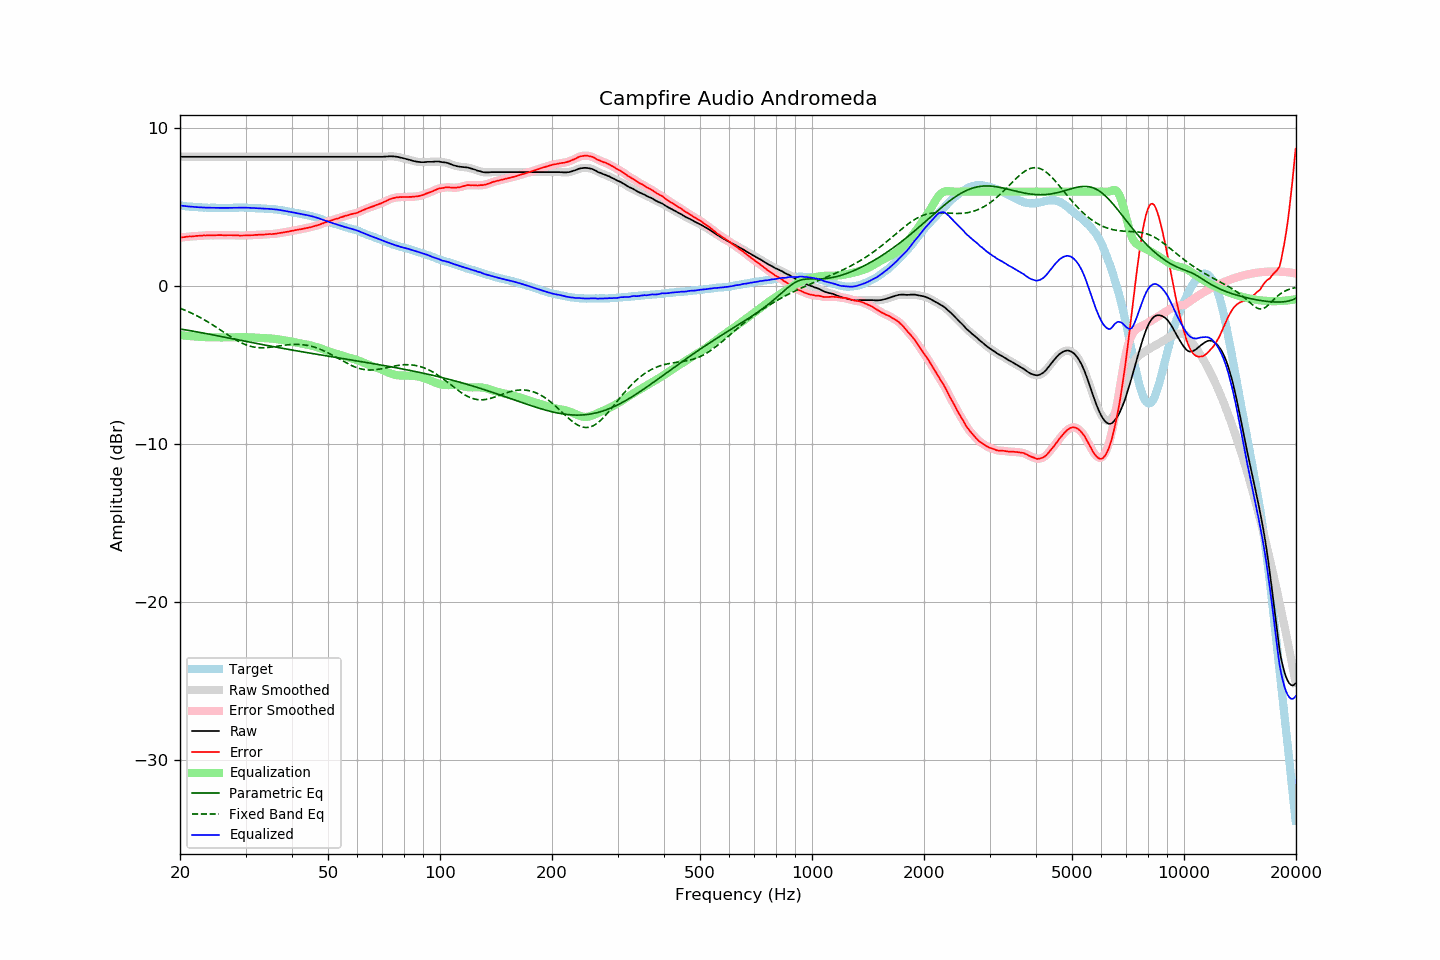 Campfire Audio Andromeda
10
0
−10
−20
−30
Amplitude (dBr)
Target
Raw Smoothed
Error Smoothed
Raw
Error
Equalization
Parametric Eq
Fixed Band Eq
Equalized
20 50 100 200 500 1000 2000 5000 10000 20000
Frequency (Hz)